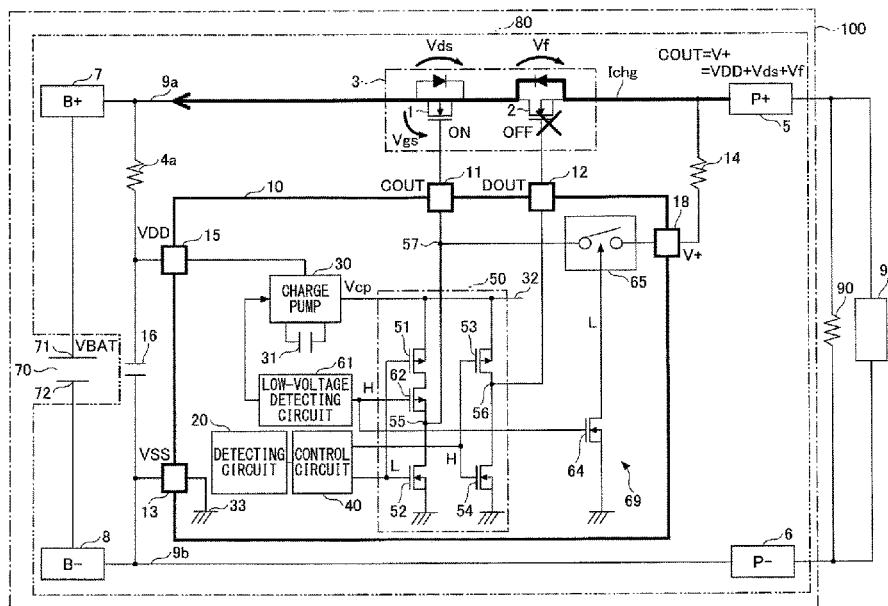 80
100
Vds
Vf
COUT=V+
=VDD+Vds+Vf
7
9a
3
Ichg
B+
1
2
P+
ON
OFF
5
Vgs
4a
11
12
14
10
COUT
DOUT
18
VDD
15
57
V+
30
50
32
65
CHARGE
PUMP
Vcp
90
9
16
51
53
L
71
VBAT
31
61
62
70
LOW-VOLTAGE
DETECTING
CIRCUIT
H
56
72
20
55
VSS
DETECTING
CIRCUIT
CONTROL
CIRCUIT
L
H
64
69
13
33
40
52
54
8
6
B-
9b
P-